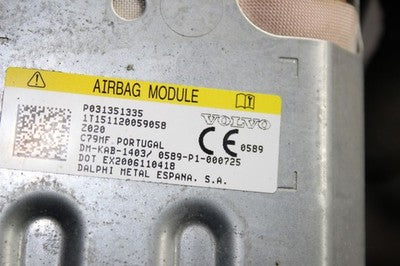 AIRBAG MODULE
P031351335
VOLVO
1T151120059058
Z020
C79MF PORTUGAL
CE 0589
DM-KAB-1403/ 0589-P1-000725
DOT EX2006110418
DALPHI METAL ESPANA. S.A.